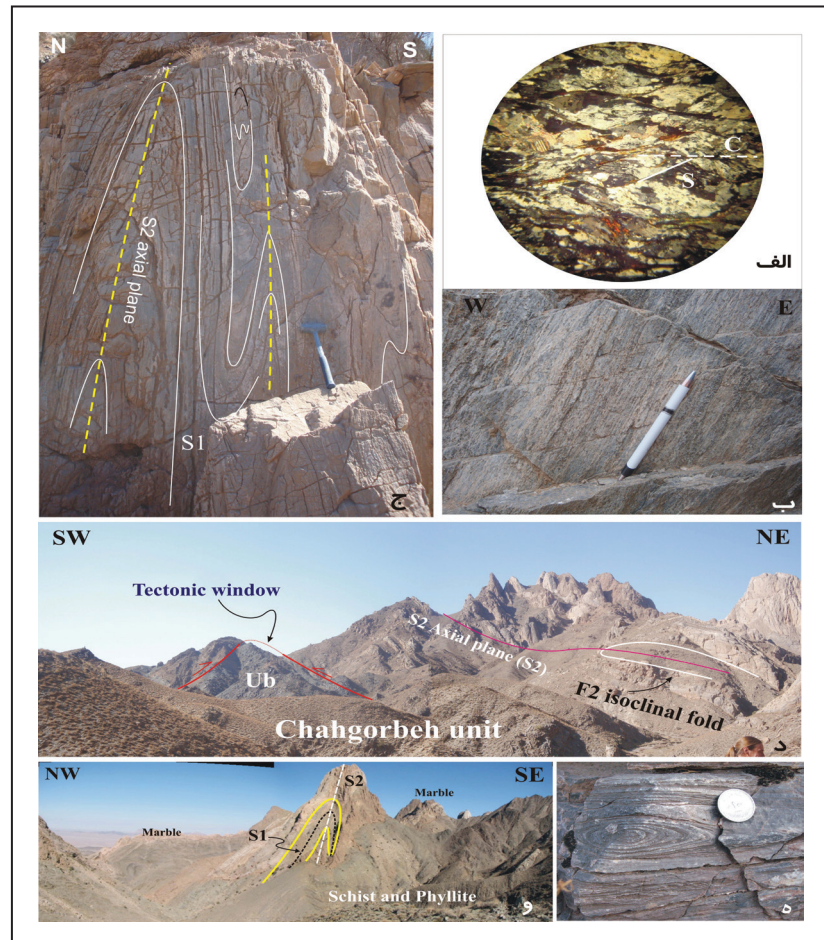 N
S
S2 axial plane
S1
ج
C
S
الف
W
E
ب
SW
NE
Tectonic window
S2 Axial plane (S2)
Ub
F2 isoclinal fold
Chahgorbeh unit
د
NW
SE
S2
Marble
Marble
S1
Schist and Phyllite
و
ه